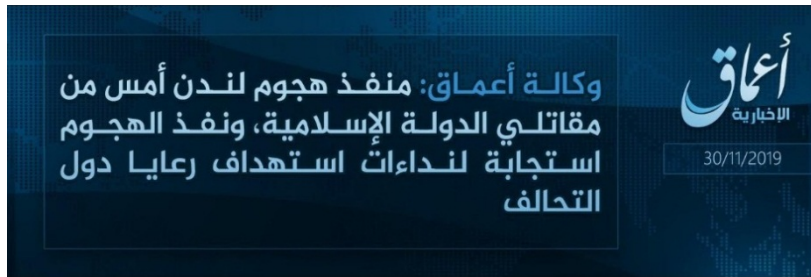 وكالة أعماق: منفذ هجوم لندن أمس من
مقاتلي الدولة الإسلامية، ونفذ الهجوم
استجابة لنداءات استهداف رعايا دول
التحالف
أعماق
الإخبارية
30/11/2019